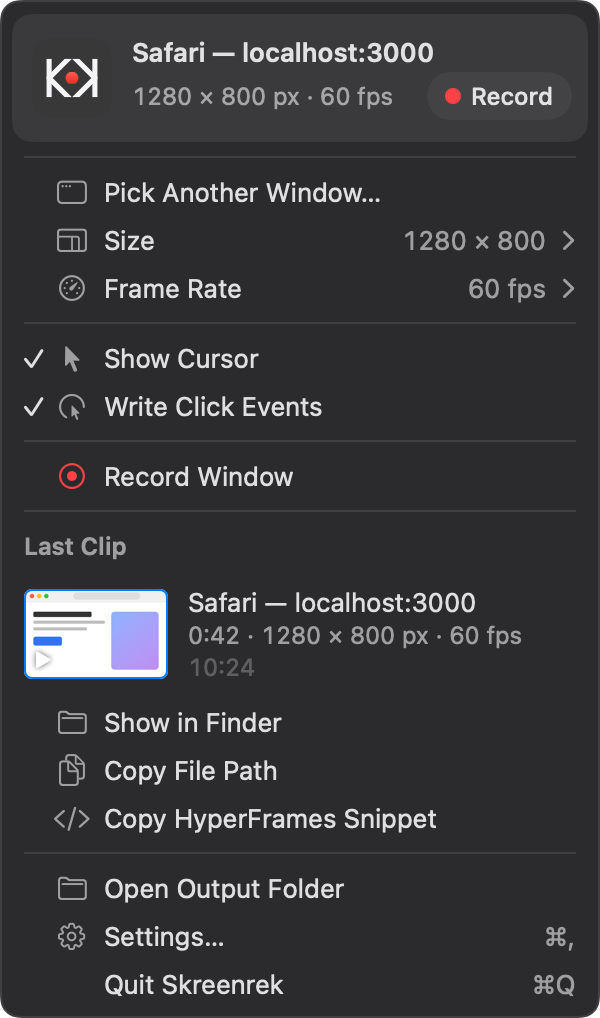 Safari — localhost:3000
1280 × 800 px · 60 fps
Record
Pick Another Window...
Size 1280 × 800
Frame Rate 60 fps
Show Cursor
Write Click Events
Record Window
Last Clip
Safari — localhost:3000
0:42 · 1280 × 800 px · 60 fps
10:24
Show in Finder
Copy File Path
Copy HyperFrames Snippet
Open Output Folder
Settings... ⌘,
Quit Skreenrek ⌘Q